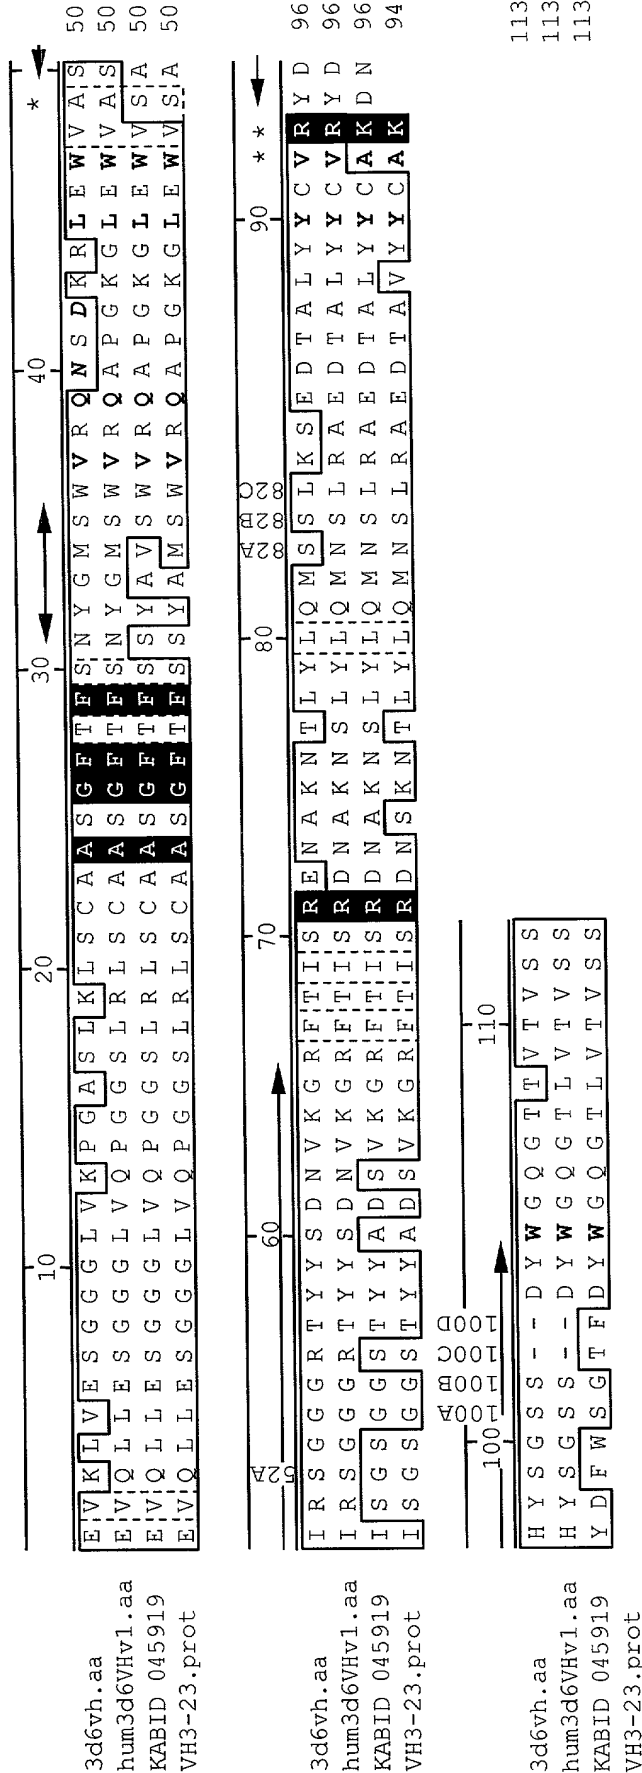 10 20 30 40 *
3d6vh.aa E V K L V E S G G G L V K P G A S L K L S C A A S G F T F S N Y G M S W V R Q N S D K R L E W V A S 50
hum3d6VHv1.aa E V Q L L E S G G G L V Q P G G S L R L S C A A S G F T F S N Y G M S W V R Q A P G K G L E W V A S 50
KABID 045919 E V Q L L E S G G G L V Q P G G S L R L S C A A S G F T F S S Y A V S W V R Q A P G K G L E W V S A 50
VH3-23.prot E V Q L L E S G G G L V Q P G G S L R L S C A A S G F T F S S Y A M S W V R Q A P G K G L E W V S A 50
52A 60 70 80 82A 82B 82C 90 * *
3d6vh.aa I R S G G G R T Y Y S D N V K G R F T I S R E N A K N T L Y L Q M S S L K S E D T A L Y Y C V R Y D 96
hum3d6VHv1.aa I R S G G G R T Y Y S D N V K G R F T I S R D N A K N S L Y L Q M N S L R A E D T A L Y Y C V R Y D 96
KABID 045919 I S G S G G S T Y Y A D S V K G R F T I S R D N A K N S L Y L Q M N S L R A E D T A L Y Y C A K D N 96
VH3-23.prot I S G S G G S T Y Y A D S V K G R F T I S R D N S K N T L Y L Q M N S L R A E D T A V Y Y C A K 94
100 100A 100B 100C 100D 110
3d6vh.aa H Y S G S S - - D Y W G Q G T T V T V S S 113
hum3d6VHv1.aa H Y S G S S - - D Y W G Q G T L V T V S S 113
KABID 045919 Y D F W S G T F D Y W G Q G T L V T V S S 113
VH3-23.prot